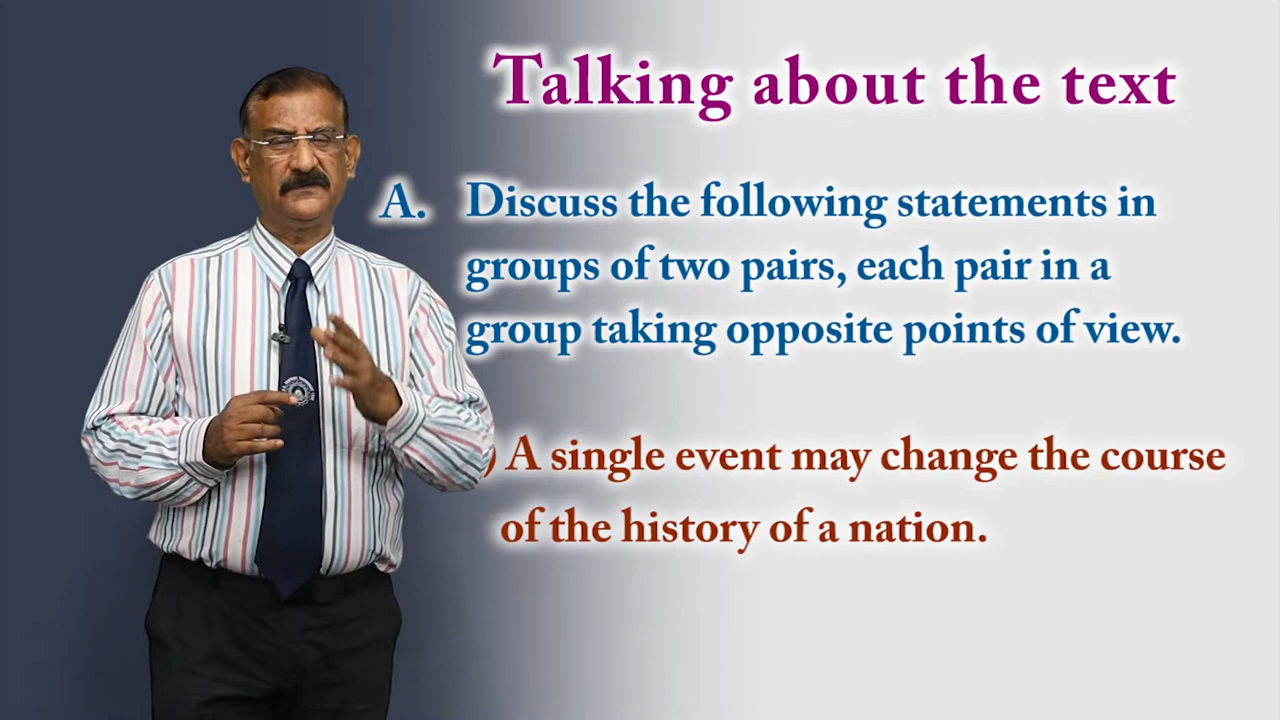 Talking about the text
A. Discuss the following statements in
groups of two pairs, each pair in a
group taking opposite points of view.
) A single event may change the course
of the history of a nation.